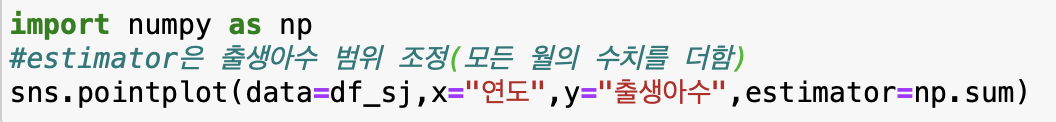 import numpy as np
#estimator은 출생아수 범위 조정(모든 월의 수치를 더함)
sns.pointplot(data=df_sj,x="연도",y="출생아수",estimator=np.sum)